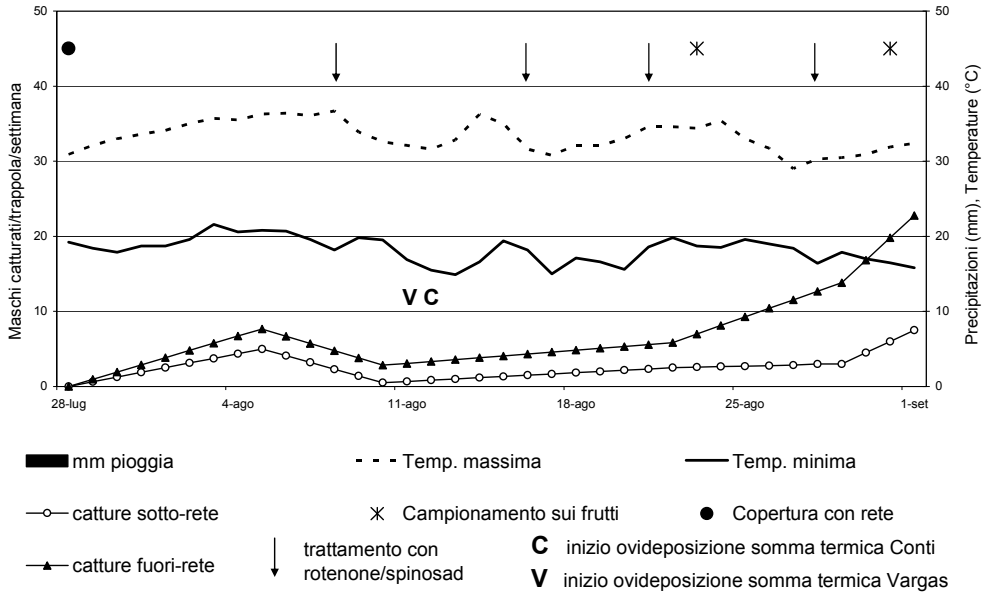 Maschi catturati/trappola/settimana
50
40
30
20
10
0
50
40
30
20
10
0
Precipitazioni (mm), Temperature (°C)
V C
28-lug 4-ago 11-ago 18-ago 25-ago 1-set
mm pioggia Temp. massima Temp. minima
catture sotto-rete Campionamento sui frutti Copertura con rete
catture fuori-rete
trattamento con
rotenone/spinosad
C inizio ovideposizione somma termica Conti
V inizio ovideposizione somma termica Vargas